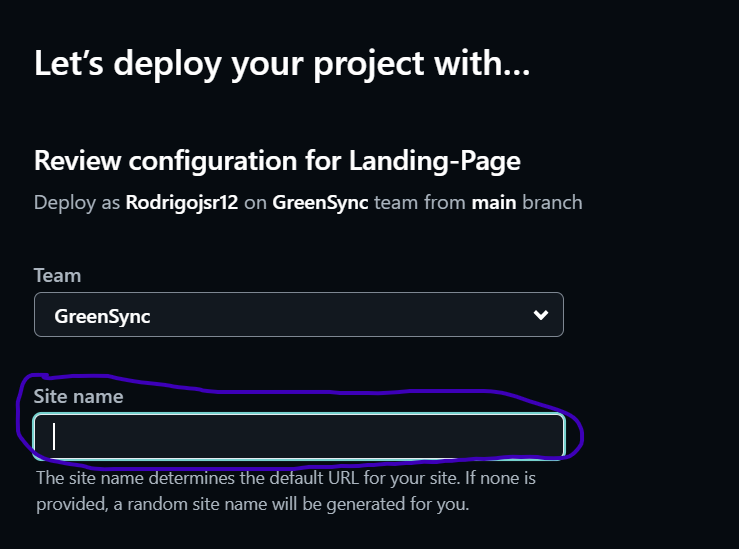 Let’s deploy your project with…
Review configuration for Landing-Page
Deploy as Rodrigojsr12 on GreenSync team from main branch
Team
GreenSync
Site name
The site name determines the default URL for your site. If none is
provided, a random site name will be generated for you.